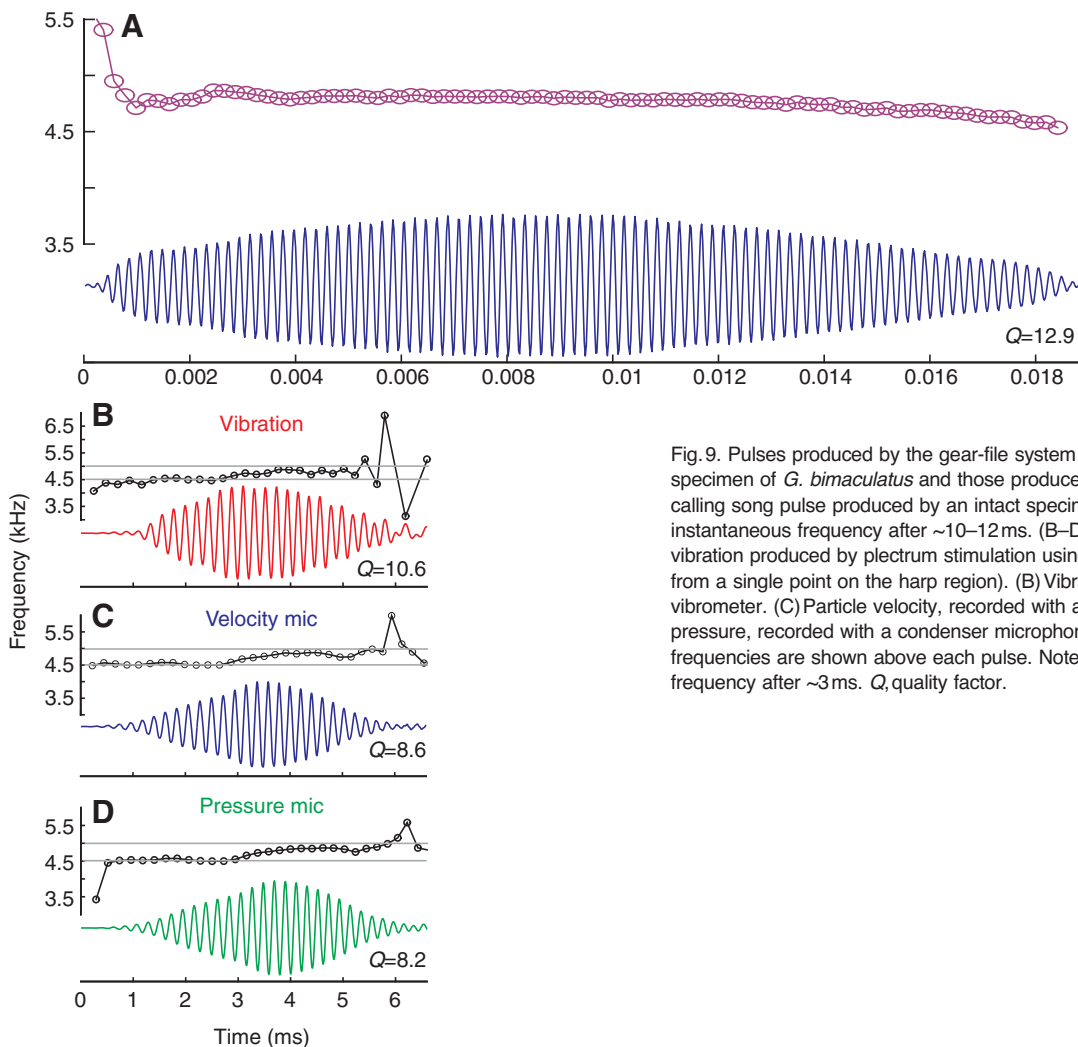 A
5.5
4.5
3.5
Q=12.9
0 0.002 0.004 0.006 0.008 0.01 0.012 0.014 0.016 0.018
B
Vibration
6.5
5.5
4.5
3.5
Q=10.6
C
Velocity mic
5.5
4.5
3.5
Q=8.6
D
Pressure mic
5.5
4.5
3.5
Q=8.2
0 1 2 3 4 5 6
Time (ms)
Frequency (kHz)
Fig. 9. Pulses produced by the gear-file system
specimen of G. bimaculatus and those produce
calling song pulse produced by an intact specin
instantaneous frequency after ~10–12 ms. (B–D
vibration produced by plectrum stimulation using
from a single point on the harp region). (B) Vibr
vibrometer. (C) Particle velocity, recorded with a
pressure, recorded with a condenser microphor
frequencies are shown above each pulse. Note
frequency after ~3 ms. Q, quality factor.